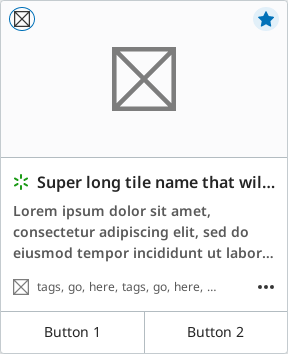 Super long tile name that wil...
Lorem ipsum dolor sit amet,
consectetur adipiscing elit, sed do
eiusmod tempor incididunt ut labor...
tags, go, here, tags, go, here, ...
Button 1
Button 2